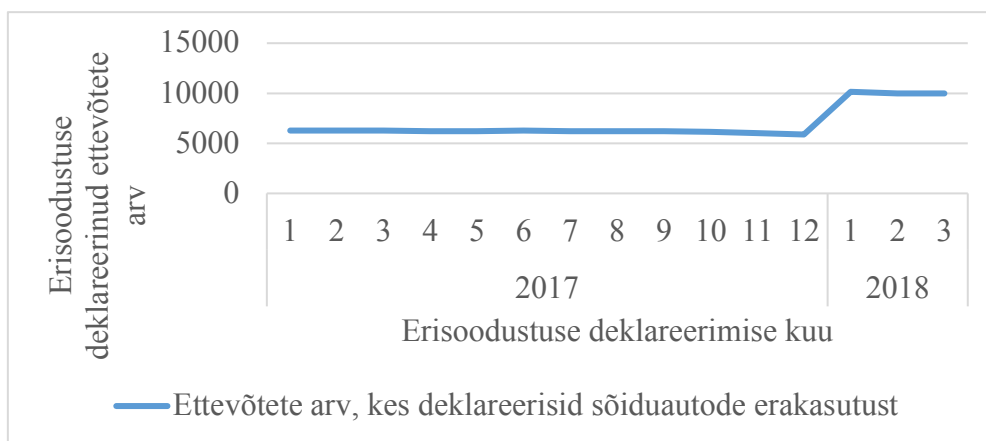 Erisoodustuse
deklareerinud ettevõtete
arv
15000
10000
5000
0
1 2 3 4 5 6 7 8 9 10 11 12 1 2 3
2017 2018
Erisoodustuse deklareerimise kuu
Ettevõtete arv, kes deklareerisid sõiduautode erakasutust